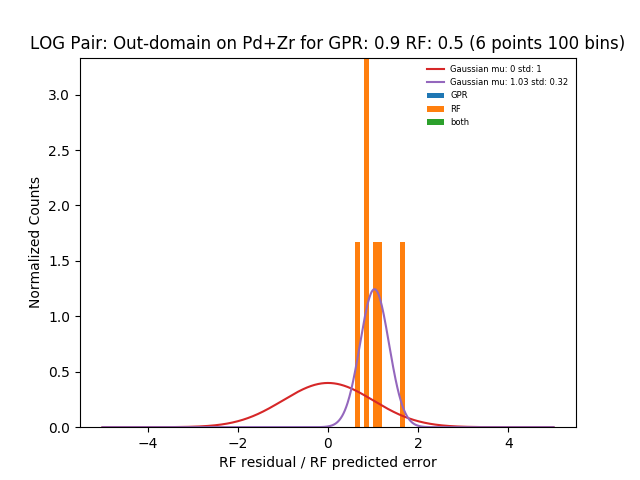 LOG Pair: Out-domain on Pd+Zr for GPR: 0.9 RF: 0.5 (6 points 100 bins)
Gaussian mu: 0 std: 1
Gaussian mu: 1.03 std: 0.32
GPR
RF
both
Normalized Counts
3.0
2.5
2.0
1.5
1.0
0.5
0.0
−4 −2 0 2 4
RF residual / RF predicted error